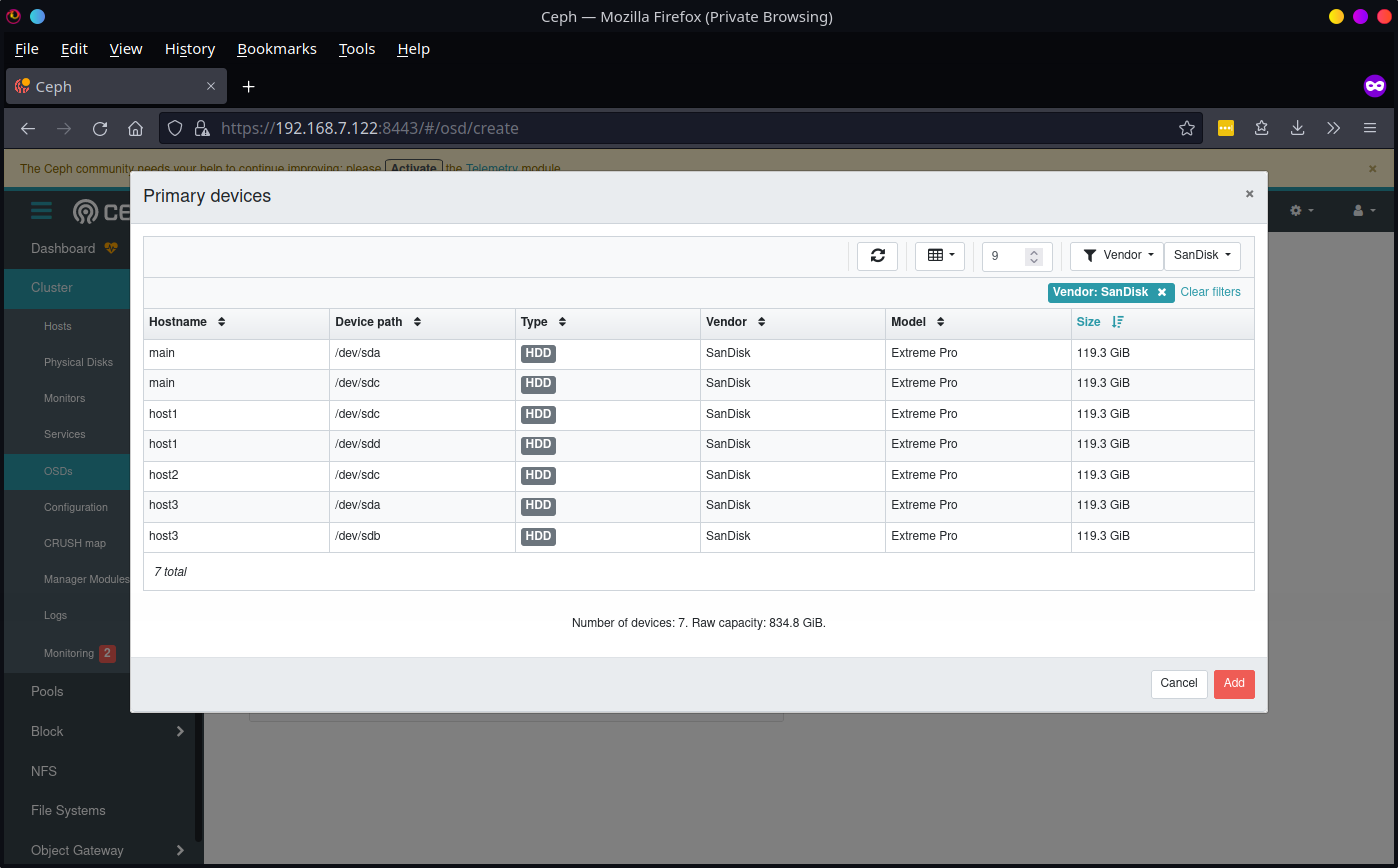 Ceph — Mozilla Firefox (Private Browsing)
File Edit View History Bookmarks Tools Help
Ceph
https://192.168.7.122:8443/#/osd/create
The Ceph community needs your help to continue improving: please Activate the Telemetry module.
Primary devices
CE
Dashboard
9 Vendor SanDisk
Cluster
Vendor: SanDisk Clear filters
Hostname Device path Type Vendor Model Size
Hosts
main /dev/sda HDD SanDisk Extreme Pro 119.3 GiB
Physical Disks
main /dev/sdc HDD SanDisk Extreme Pro 119.3 GiB
Monitors
host1 /dev/sdc HDD SanDisk Extreme Pro 119.3 GiB
Services
host1 /dev/sdd HDD SanDisk Extreme Pro 119.3 GiB
OSDs
host2 /dev/sdc HDD SanDisk Extreme Pro 119.3 GiB
Configuration
host3 /dev/sda HDD SanDisk Extreme Pro 119.3 GiB
CRUSH map
host3 /dev/sdb HDD SanDisk Extreme Pro 119.3 GiB
Manager Modules
7 total
Logs
Number of devices: 7. Raw capacity: 834.8 GiB.
Monitoring 2
Cancel Add
Pools
Block
NFS
File Systems
Object Gateway